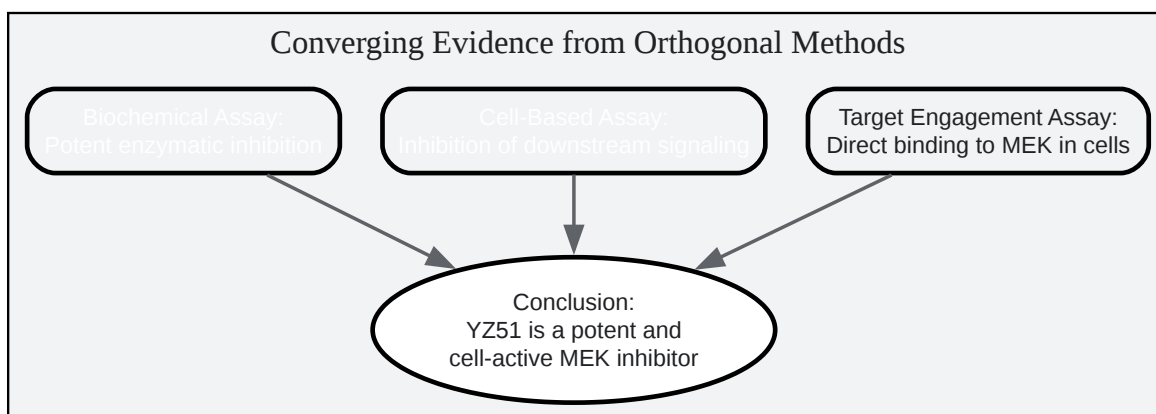 Converging Evidence from Orthogonal Methods
Biochemical Assay:
Potent enzymatic inhibition
Cell-Based Assay:
Inhibition of downstream signaling
Target Engagement Assay:
Direct binding to MEK in cells
Conclusion:
YZ51 is a potent and
cell-active MEK inhibitor